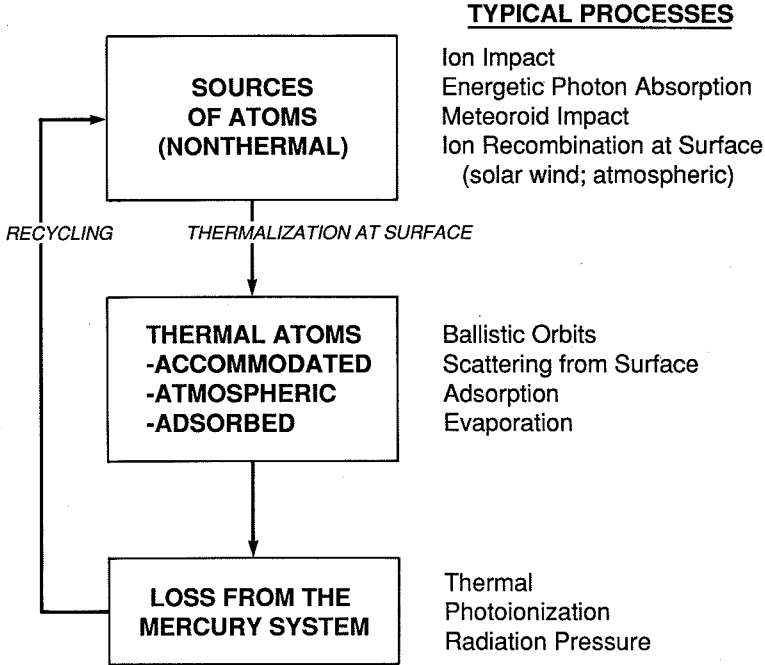 TYPICAL PROCESSES
SOURCES
OF ATOMS
(NONTHERMAL)
Ion Impact
Energetic Photon Absorption
Meteoroid Impact
Ion Recombination at Surface
(solar wind; atmospheric)
RECYCLING
THERMALIZATION AT SURFACE
THERMAL ATOMS
-ACCOMMODATED
-ATMOSPHERIC
-ADSORBED
Ballistic Orbits
Scattering from Surface
Adsorption
Evaporation
LOSS FROM THE
MERCURY SYSTEM
Thermal
Photoionization
Radiation Pressure